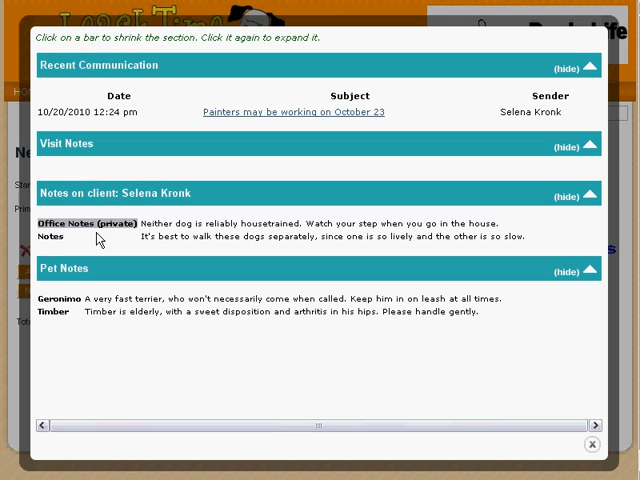 Leash Time
Click on a bar to shrink the section. Click it again to expand it.
Recent Communication (hide)
Date Subject Sender
10/20/2010 12:24 pm Painters may be working on October 23 Selena Kronk
Visit Notes (hide)
Notes on client: Selena Kronk (hide)
Office Notes (private) Neither dog is reliably housetrained. Watch your step when you go in the house.
Notes It's best to walk these dogs separately, since one is so lively and the other is so slow.
Pet Notes (hide)
Geronimo A very fast terrier, who won't necessarily come when called. Keep him in on leash at all times.
Timber Timber is elderly, with a sweet disposition and arthritis in his hips. Please handle gently.
X